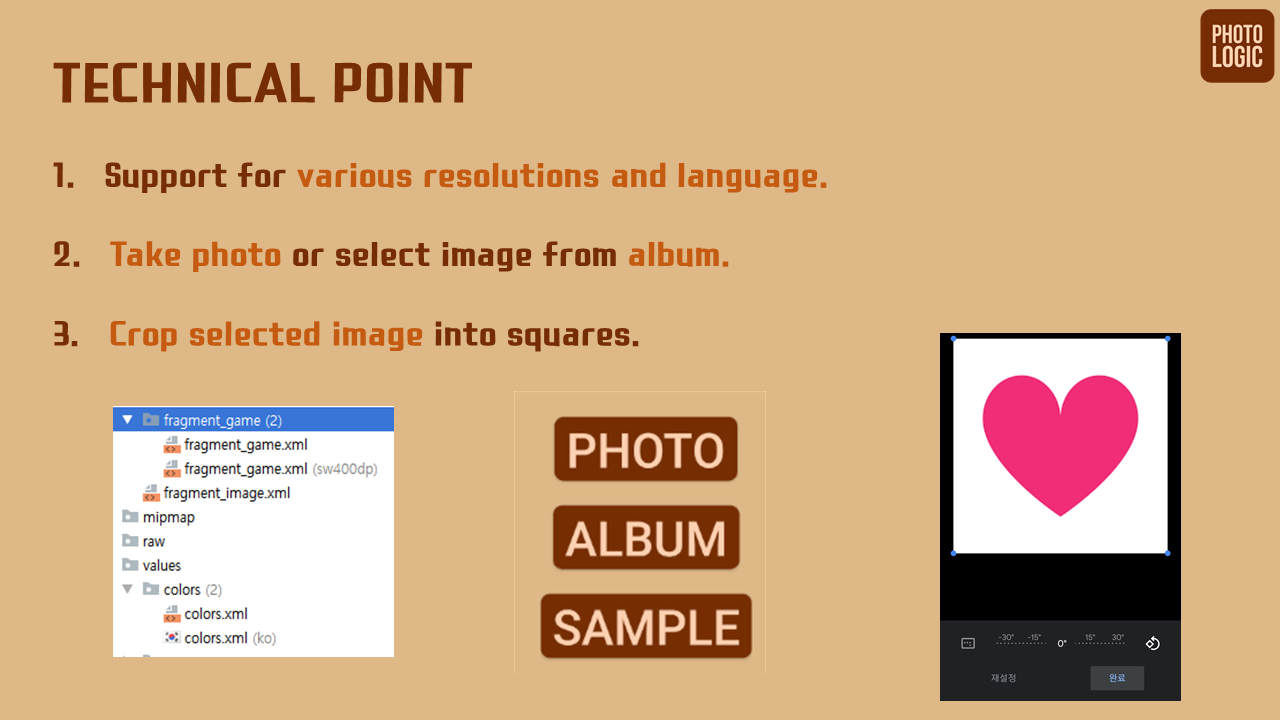 PHOTO
LOGIC
TECHNICAL POINT
1. Support for various resolutions and language.
2. Take photo or select image from album.
3. Crop selected image into squares.
fragment_game (2)
fragment_game.xml
fragment_game.xml (sw400dp)
fragment_image.xml
mipmap
raw
values
colors (2)
colors.xml
colors.xml (ko)
PHOTO
ALBUM
SAMPLE
-30° -15° 0° 15° 30°
재설정 완료